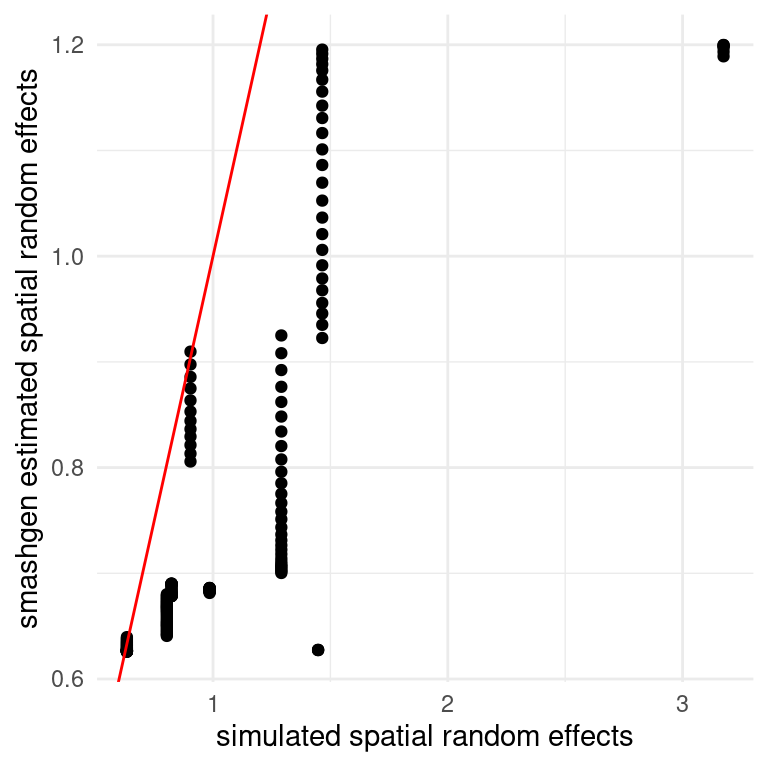 1.2
1.0
0.8
0.6
smashgen estimated spatial random effects
1 2 3
simulated spatial random effects